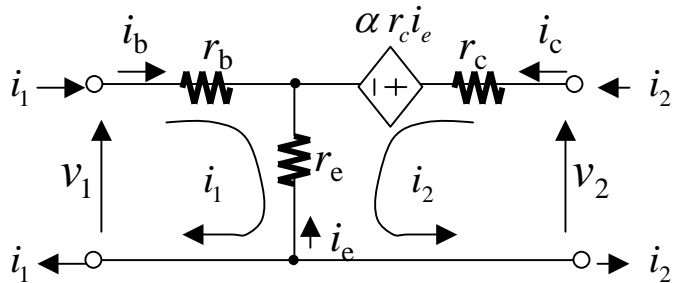 α r_c i_e
i_b r_b r_c i_c
i_1 − + i_2
r_e
v_1 i_1 i_2 v_2
i_1 i_e i_2